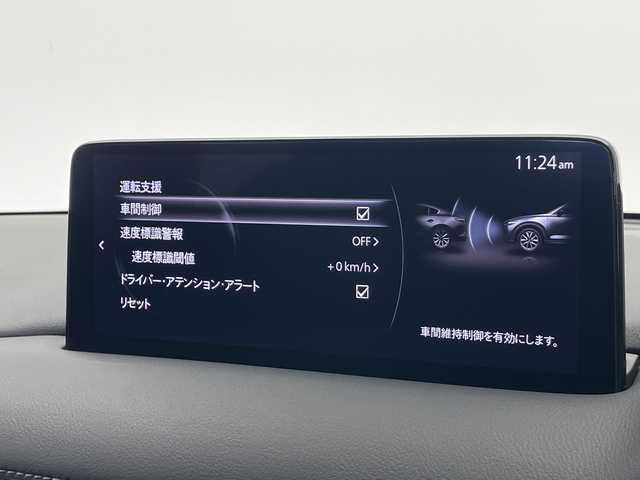 11:24 am
運転支援
車間制御
速度標識警報 OFF
速度標識閾値 +0 km/h
ドライバー・アテンション・アラート
リセット
車間維持制御を有効にします。